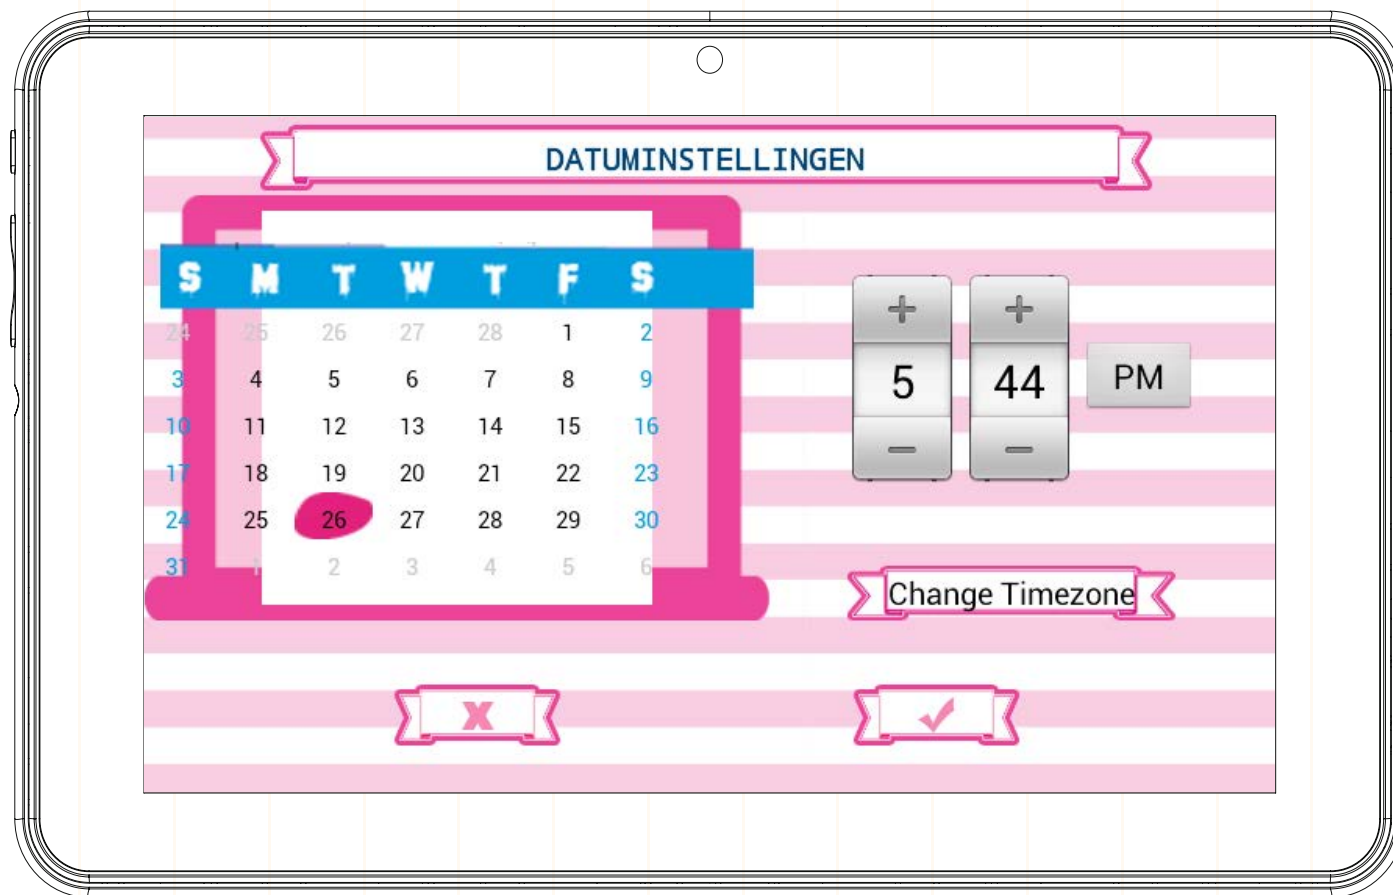 DATUMINSTELLINGEN
S M T W T F S
24 25 26 27 28 1 2
3 4 5 6 7 8 9
10 11 12 13 14 15 16
17 18 19 20 21 22 23
24 25 26 27 28 29 30
31 1 2 3 4 5 6
+ +
5 44 PM
− −
Change Timezone
X